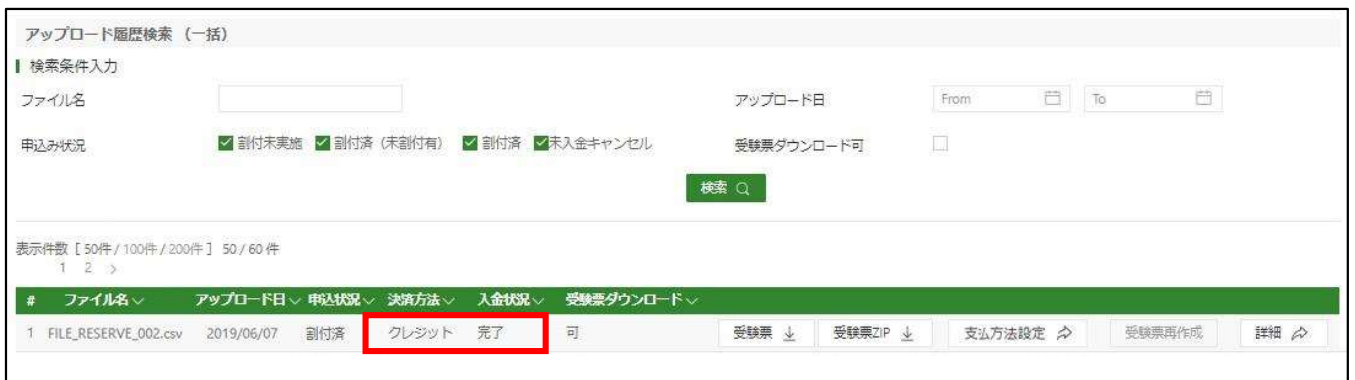 アップロード履歴検索 （一括）
検索条件入力
ファイル名 アップロード日 From To
申込み状況 割付未実施 割付済（未割付有） 割付済 未入金キャンセル 受験票ダウンロード可
検索
表示件数 [ 50件 / 100件 / 200件 ] 50 / 60 件
1 2 >
# ファイル名 アップロード日 申込状況 決済方法 入金状況 受験票ダウンロード
1 FILE_RESERVE_002.csv 2019/06/07 割付済 クレジット 完了 可 受験票 受験票ZIP 支払方法設定 受験票再作成 詳細